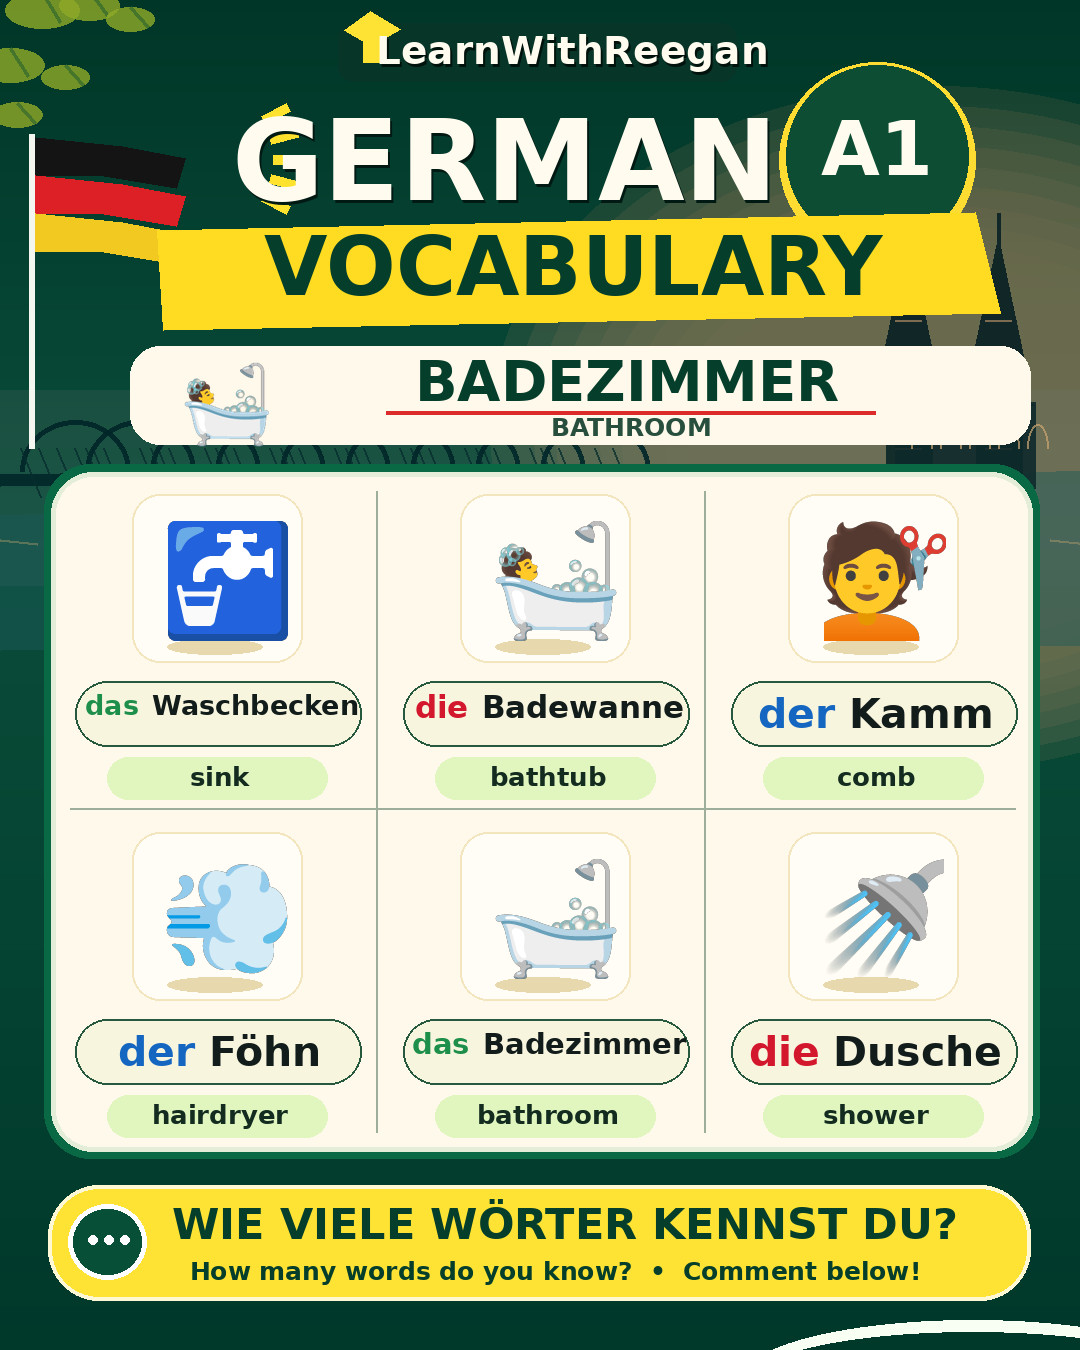 LearnWithReegan
GERMAN A1
VOCABULARY
BADEZIMMER
BATHROOM
das Waschbecken
sink
die Badewanne
bathtub
der Kamm
comb
der Föhn
hairdryer
das Badezimmer
bathroom
die Dusche
shower
WIE VIELE WÖRTER KENNST DU?
How many words do you know? • Comment below!